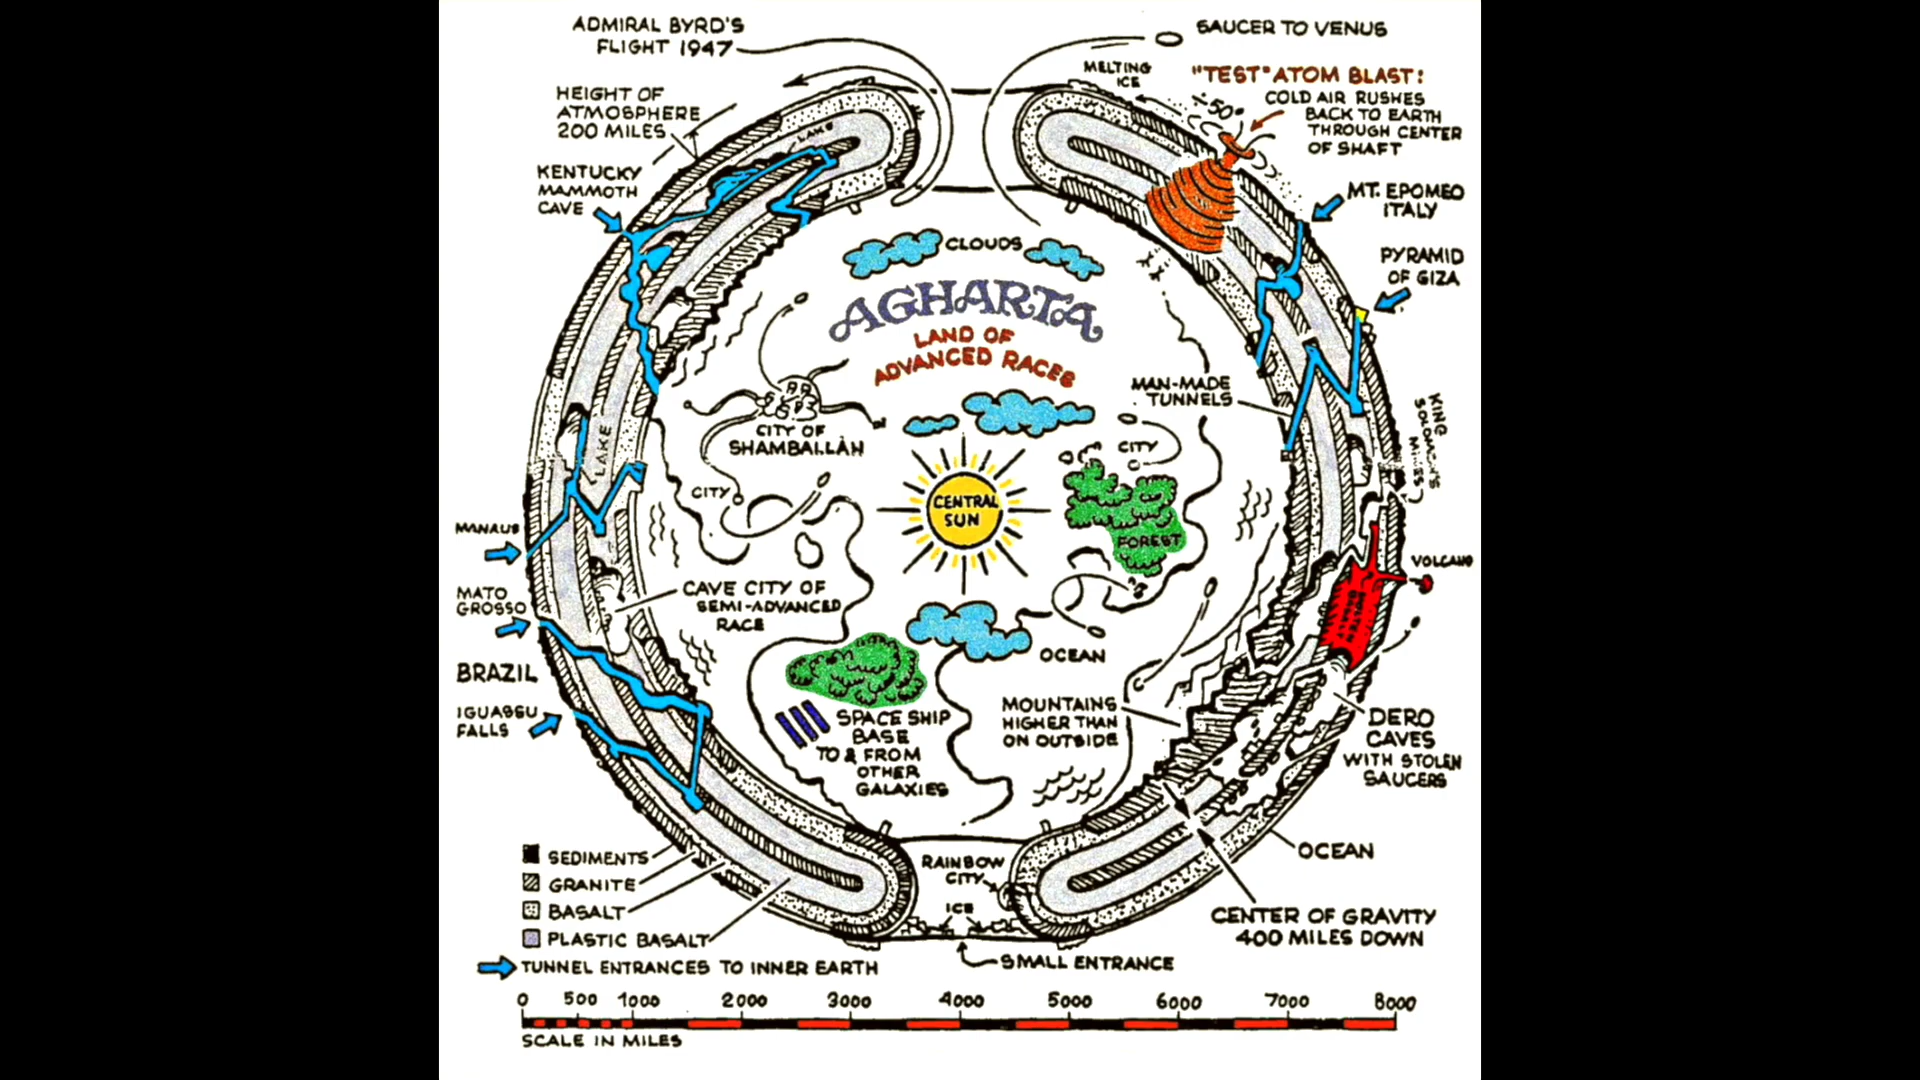 ADMIRAL BYRD'S
FLIGHT 1947
SAUCER TO VENUS
MELTING
ICE
"TEST" ATOM BLAST:
COLD AIR RUSHES
BACK TO EARTH
THROUGH CENTER
OF SHAFT
-50°
HEIGHT OF
ATMOSPHERE
200 MILES
LAKE
KENTUCKY
MAMMOTH
CAVE
MT. EPOMEO
ITALY
PYRAMID
OF GIZA
CLOUDS
AGHARTA
LAND OF
ADVANCED RACES
MAN-MADE
TUNNELS
KING
SOLOMON'S
MINES
CITY OF
SHAMBALLAH
CITY
CITY
LAKE
CENTRAL
SUN
FOREST
MANAUS
VOLCANO
MATO
GROSSO
CAVE CITY OF
SEMI-ADVANCED
RACE
MOLTEN
BASALT
OCEAN
BRAZIL
IGUASSU
FALLS
SPACE SHIP
BASE
TO & FROM
OTHER
GALAXIES
MOUNTAINS
HIGHER THAN
ON OUTSIDE
DERO
CAVES
WITH STOLEN
SAUCERS
OCEAN
RAINBOW
CITY
ICE
SEDIMENTS
GRANITE
BASALT
PLASTIC BASALT
TUNNEL ENTRANCES TO INNER EARTH
SMALL ENTRANCE
CENTER OF GRAVITY
400 MILES DOWN
0 500 1000 2000 3000 4000 5000 6000 7000 8000
SCALE IN MILES